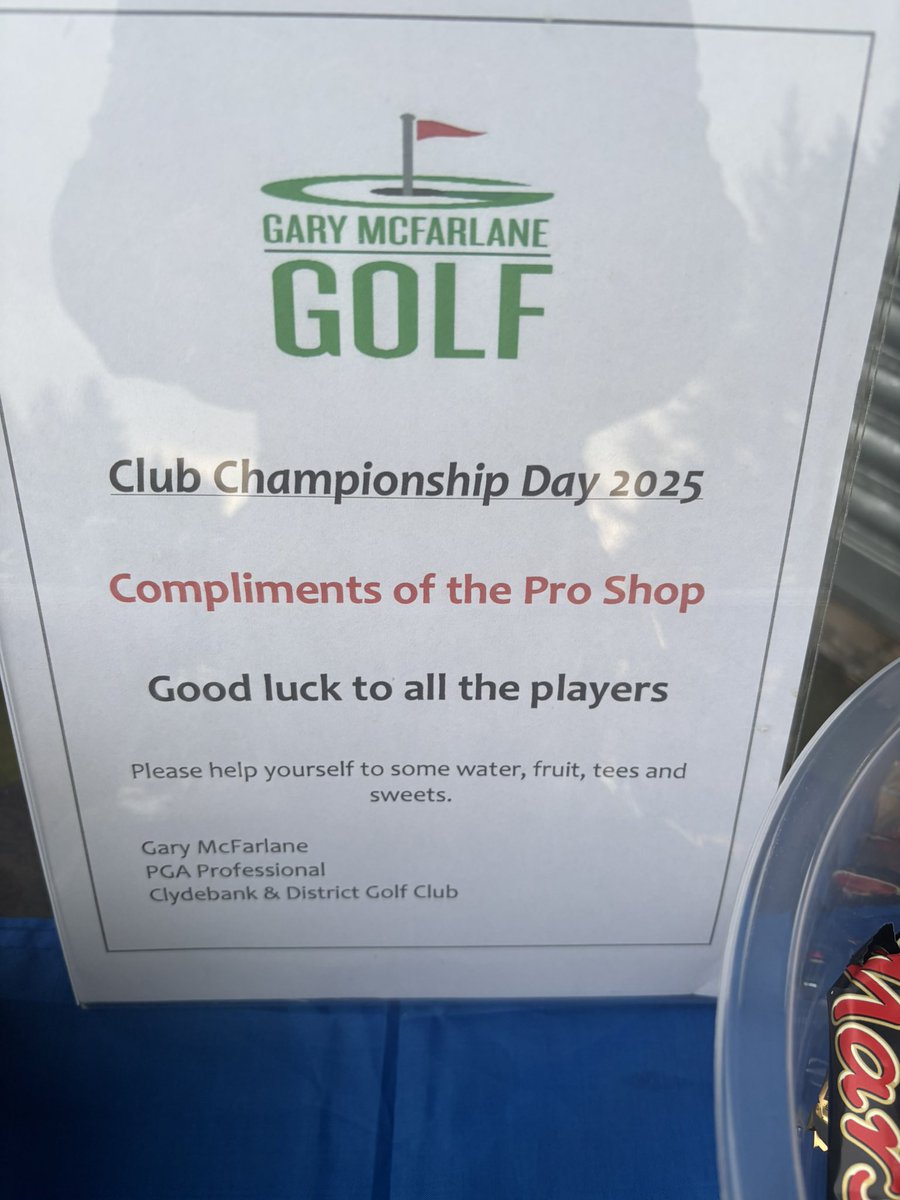 GARY MCFARLANE
GOLF
Club Championship Day 2025
Compliments of the Pro Shop
Good luck to all the players
Please help yourself to some water, fruit, tees and
sweets.
Gary McFarlane
PGA Professional
Clydebank & District Golf Club
Mars